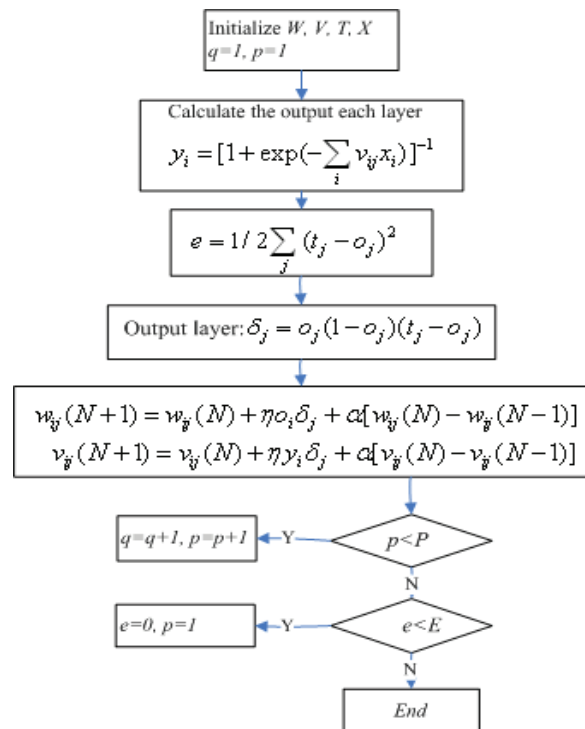 Initialize W, V, T, X
q=1, p=1
Calculate the output each layer
y_i = [1 + exp(-∑_i v_ij x_i)]^-1
e = 1/2 ∑_j (t_j - o_j)^2
Output layer: δ_j = o_j(1-o_j)(t_j-o_j)
w_ij(N+1) = w_ij(N) + ηo_iδ_j + α[w_ij(N) - w_ij(N-1)]
v_ij(N+1) = v_ij(N) + ηy_iδ_j + α[v_ij(N) - v_ij(N-1)]
q=q+1, p=p+1
Y
p<P
N
e=0, p=1
Y
e<E
N
End